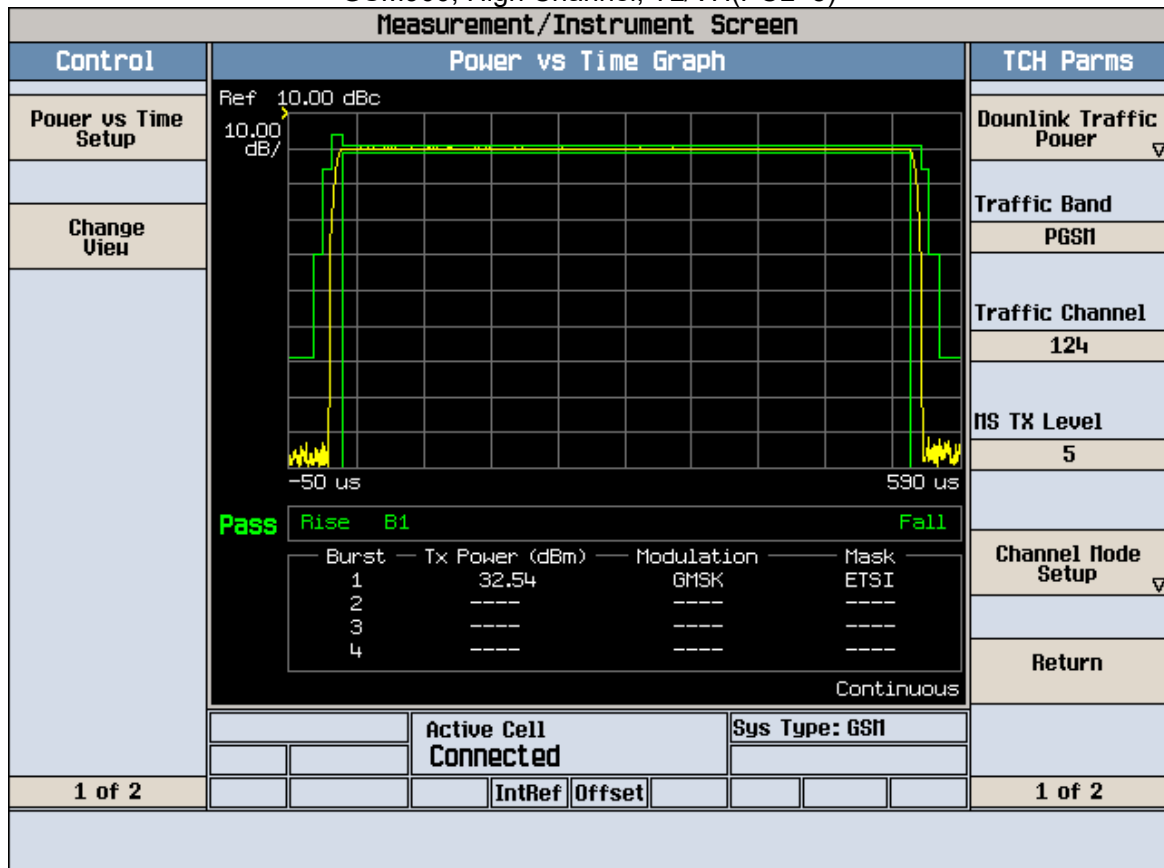 Measurement/Instrument Screen
Control
Power vs Time Graph
TCH Parms
Power vs Time
Setup
Change
View
1 of 2
Ref 10.00 dBc
10.00
dB/
-50 us
590 us
Pass
Rise B1
Fall
Burst Tx Power (dBm) Modulation Mask
1 32.54 GMSK ETSI
2 ---- ---- ----
3 ---- ---- ----
4 ---- ---- ----
Continuous
Active Cell
Connected
Sys Type: GSM
IntRef Offset
Downlink Traffic
Power
Traffic Band
PGSM
Traffic Channel
124
MS TX Level
5
Channel Mode
Setup
Return
1 of 2